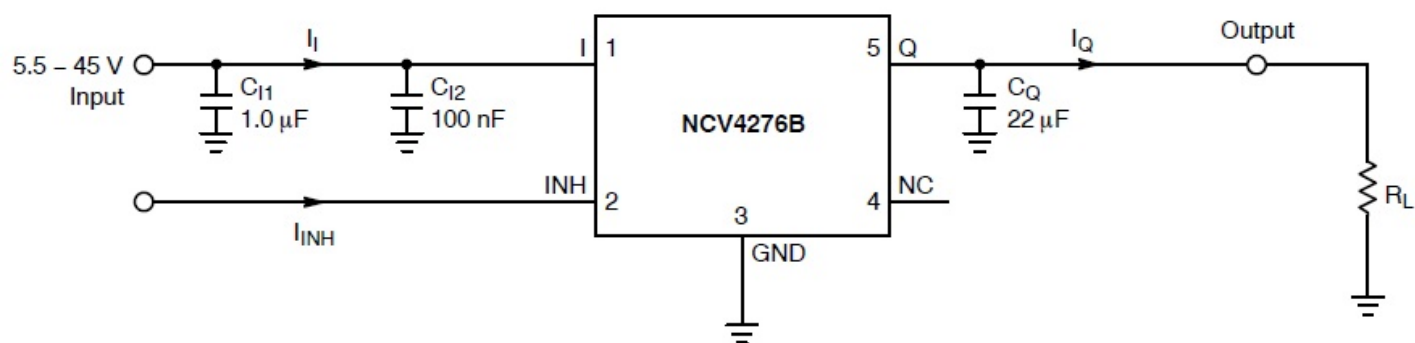 5.5 – 45 V
Input
I_I
C_I1
1.0 μF
C_I2
100 nF
I 1
NCV4276B
5 Q
I_Q
Output
C_Q
22 μF
INH
2
I_INH
3
GND
4 NC
R_L